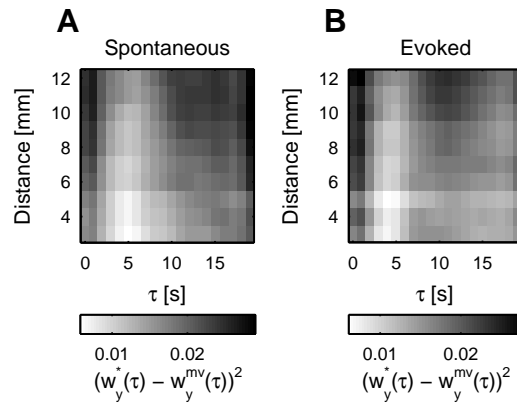 A
B
Spontaneous
Evoked
Distance [mm]
12
10
8
6
4
0 5 10 15
τ [s]
0.01 0.02
(w*y(τ) − wmvy(τ))2
Distance [mm]
12
10
8
6
4
0 5 10 15
τ [s]
0.01 0.02
(w*y(τ) − wmvy(τ))2